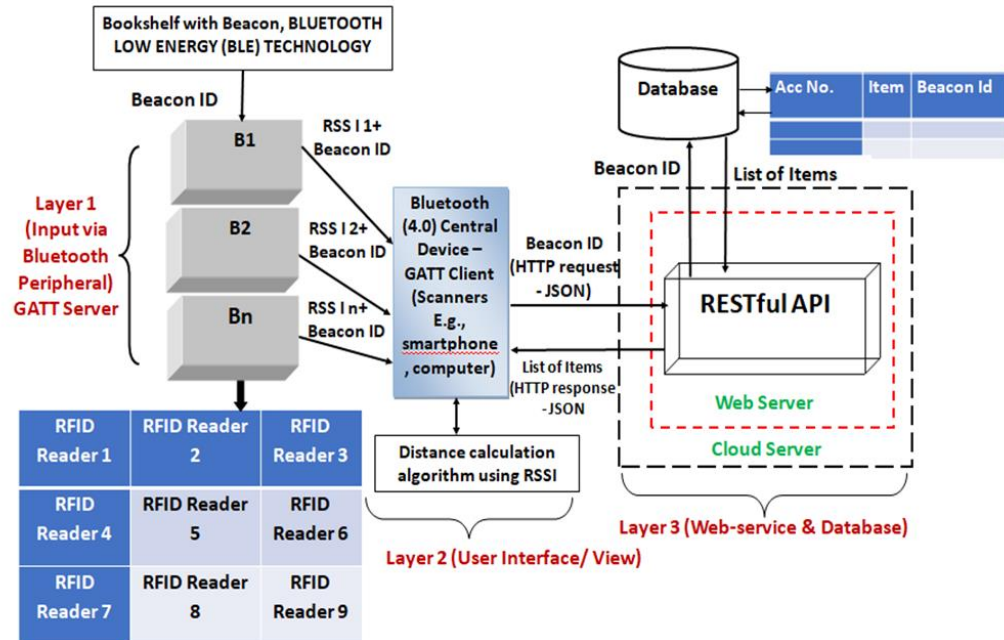 Bookshelf with Beacon, BLUETOOTH
LOW ENERGY (BLE) TECHNOLOGY
Beacon ID
B1
B2
Bn
RSS I 1+
Beacon ID
RSS I 2+
Beacon ID
RSS I n+
Beacon ID
Layer 1
(Input via
Bluetooth
Peripheral)
GATT Server
RFID
Reader 1
RFID Reader
2
RFID
Reader 3
RFID
Reader 4
RFID Reader
5
RFID
Reader 6
RFID
Reader 7
RFID Reader
8
RFID
Reader 9
Bluetooth
(4.0) Central
Device –
GATT Client
(Scanners
E.g.,
smartphone
, computer)
Distance calculation
algorithm using RSSI
Layer 2 (User Interface/ View)
Beacon ID
(HTTP request
- JSON)
List of Items
(HTTP response
-JSON
Database
Acc No.
Item
Beacon Id
Beacon ID
List of Items
RESTful API
Web Server
Cloud Server
Layer 3 (Web-service & Database)